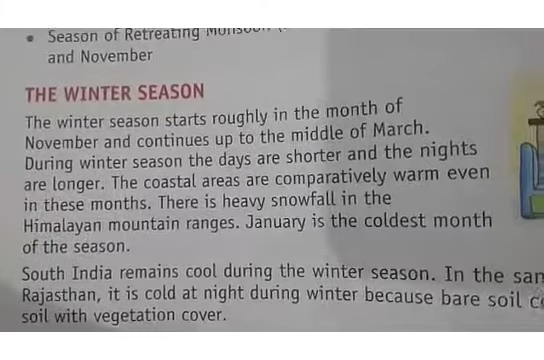 • Season of Retreating Monsoon
and November
THE WINTER SEASON
The winter season starts roughly in the month of
November and continues up to the middle of March.
During winter season the days are shorter and the nights
are longer. The coastal areas are comparatively warm even
in these months. There is heavy snowfall in the
Himalayan mountain ranges. January is the coldest month
of the season.
South India remains cool during the winter season. In the
Rajasthan, it is cold at night during winter because bare soil
soil with vegetation cover.